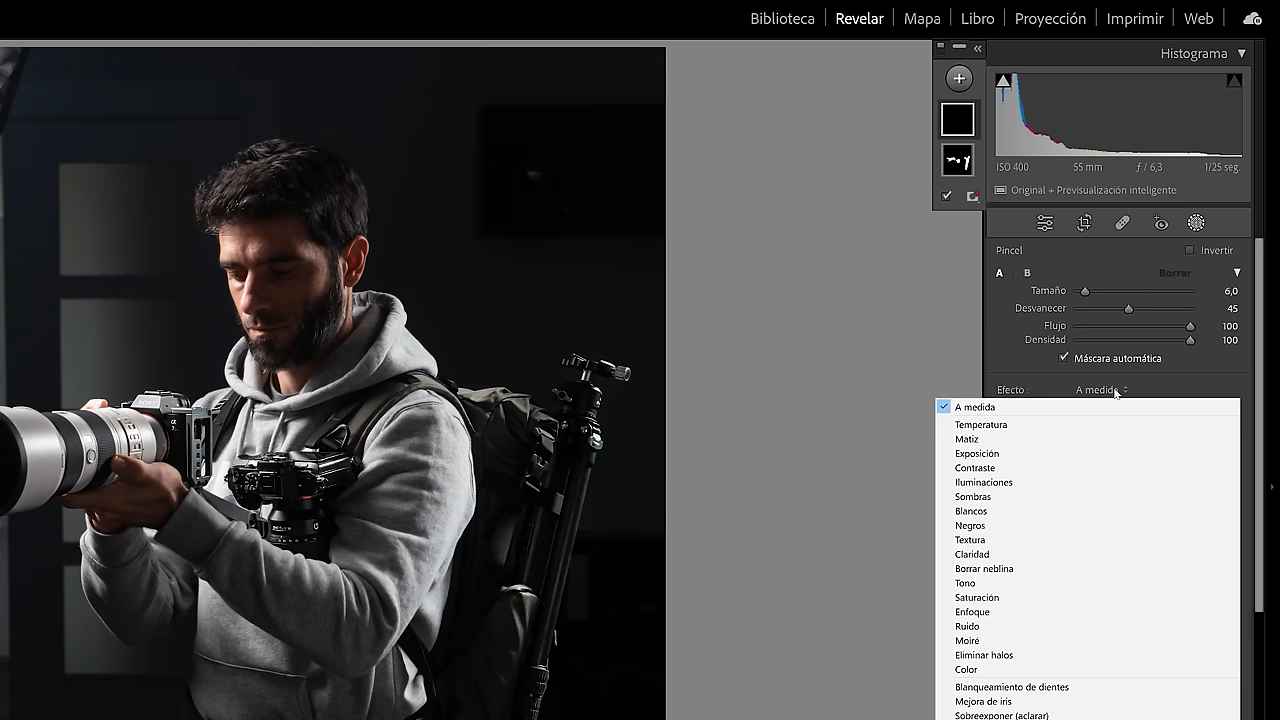 Biblioteca Revelar Mapa Libro Proyección Imprimir Web
Histograma
ISO 400 55 mm ƒ / 6,3 1/25 seg.
Original + Previsualización inteligente
Pincel Invertir
A B Borrar
Tamaño 6,0
Desvanecer 45
Flujo 100
Densidad 100
Máscara automática
Efecto : A medida
A medida
Temperatura
Matiz
Exposición
Contraste
Iluminaciones
Sombras
Blancos
Negros
Textura
Claridad
Borrar neblina
Tono
Saturación
Enfoque
Ruido
Moiré
Eliminar halos
Color
Blanqueamiento de dientes
Mejora de iris
Sobreexponer (aclarar)